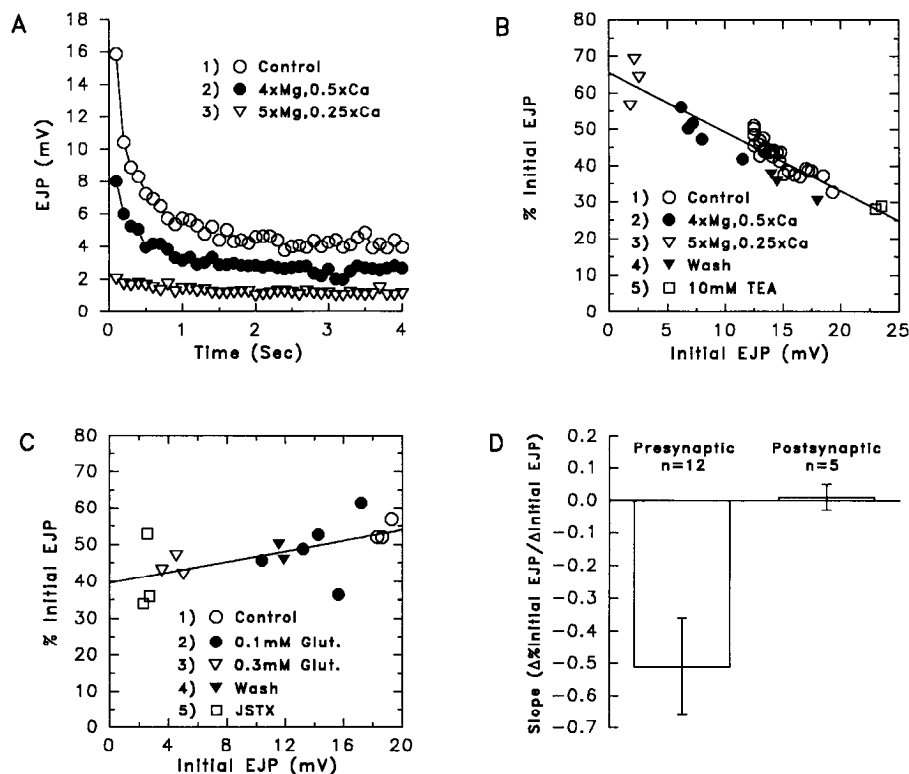 A
EJP (mV)
18
16
14
12
10
8
6
4
2
0
1) Control
2) 4xMg,0.5xCa
3) 5xMg,0.25xCa
0 1 2 3 4
Time (Sec)
B
% Initial EJP
80
70
60
50
40
30
20
10
0
1) Control
2) 4xMg,0.5xCa
3) 5xMg,0.25xCa
4) Wash
5) 10mM TEA
0 5 10 15 20 25
Initial EJP (mV)
C
% Initial EJP
80
70
60
50
40
30
20
10
0
1) Control
2) 0.1mM Glut.
3) 0.3mM Glut.
4) Wash
5) JSTX
0 4 8 12 16 20
Initial EJP (mV)
D
Slope (Δ%Initial EJP/ΔInitial EJP)
0.2
0.1
0.0
-0.1
-0.2
-0.3
-0.4
-0.5
-0.6
-0.7
Presynaptic
n=12
Postsynaptic
n=5